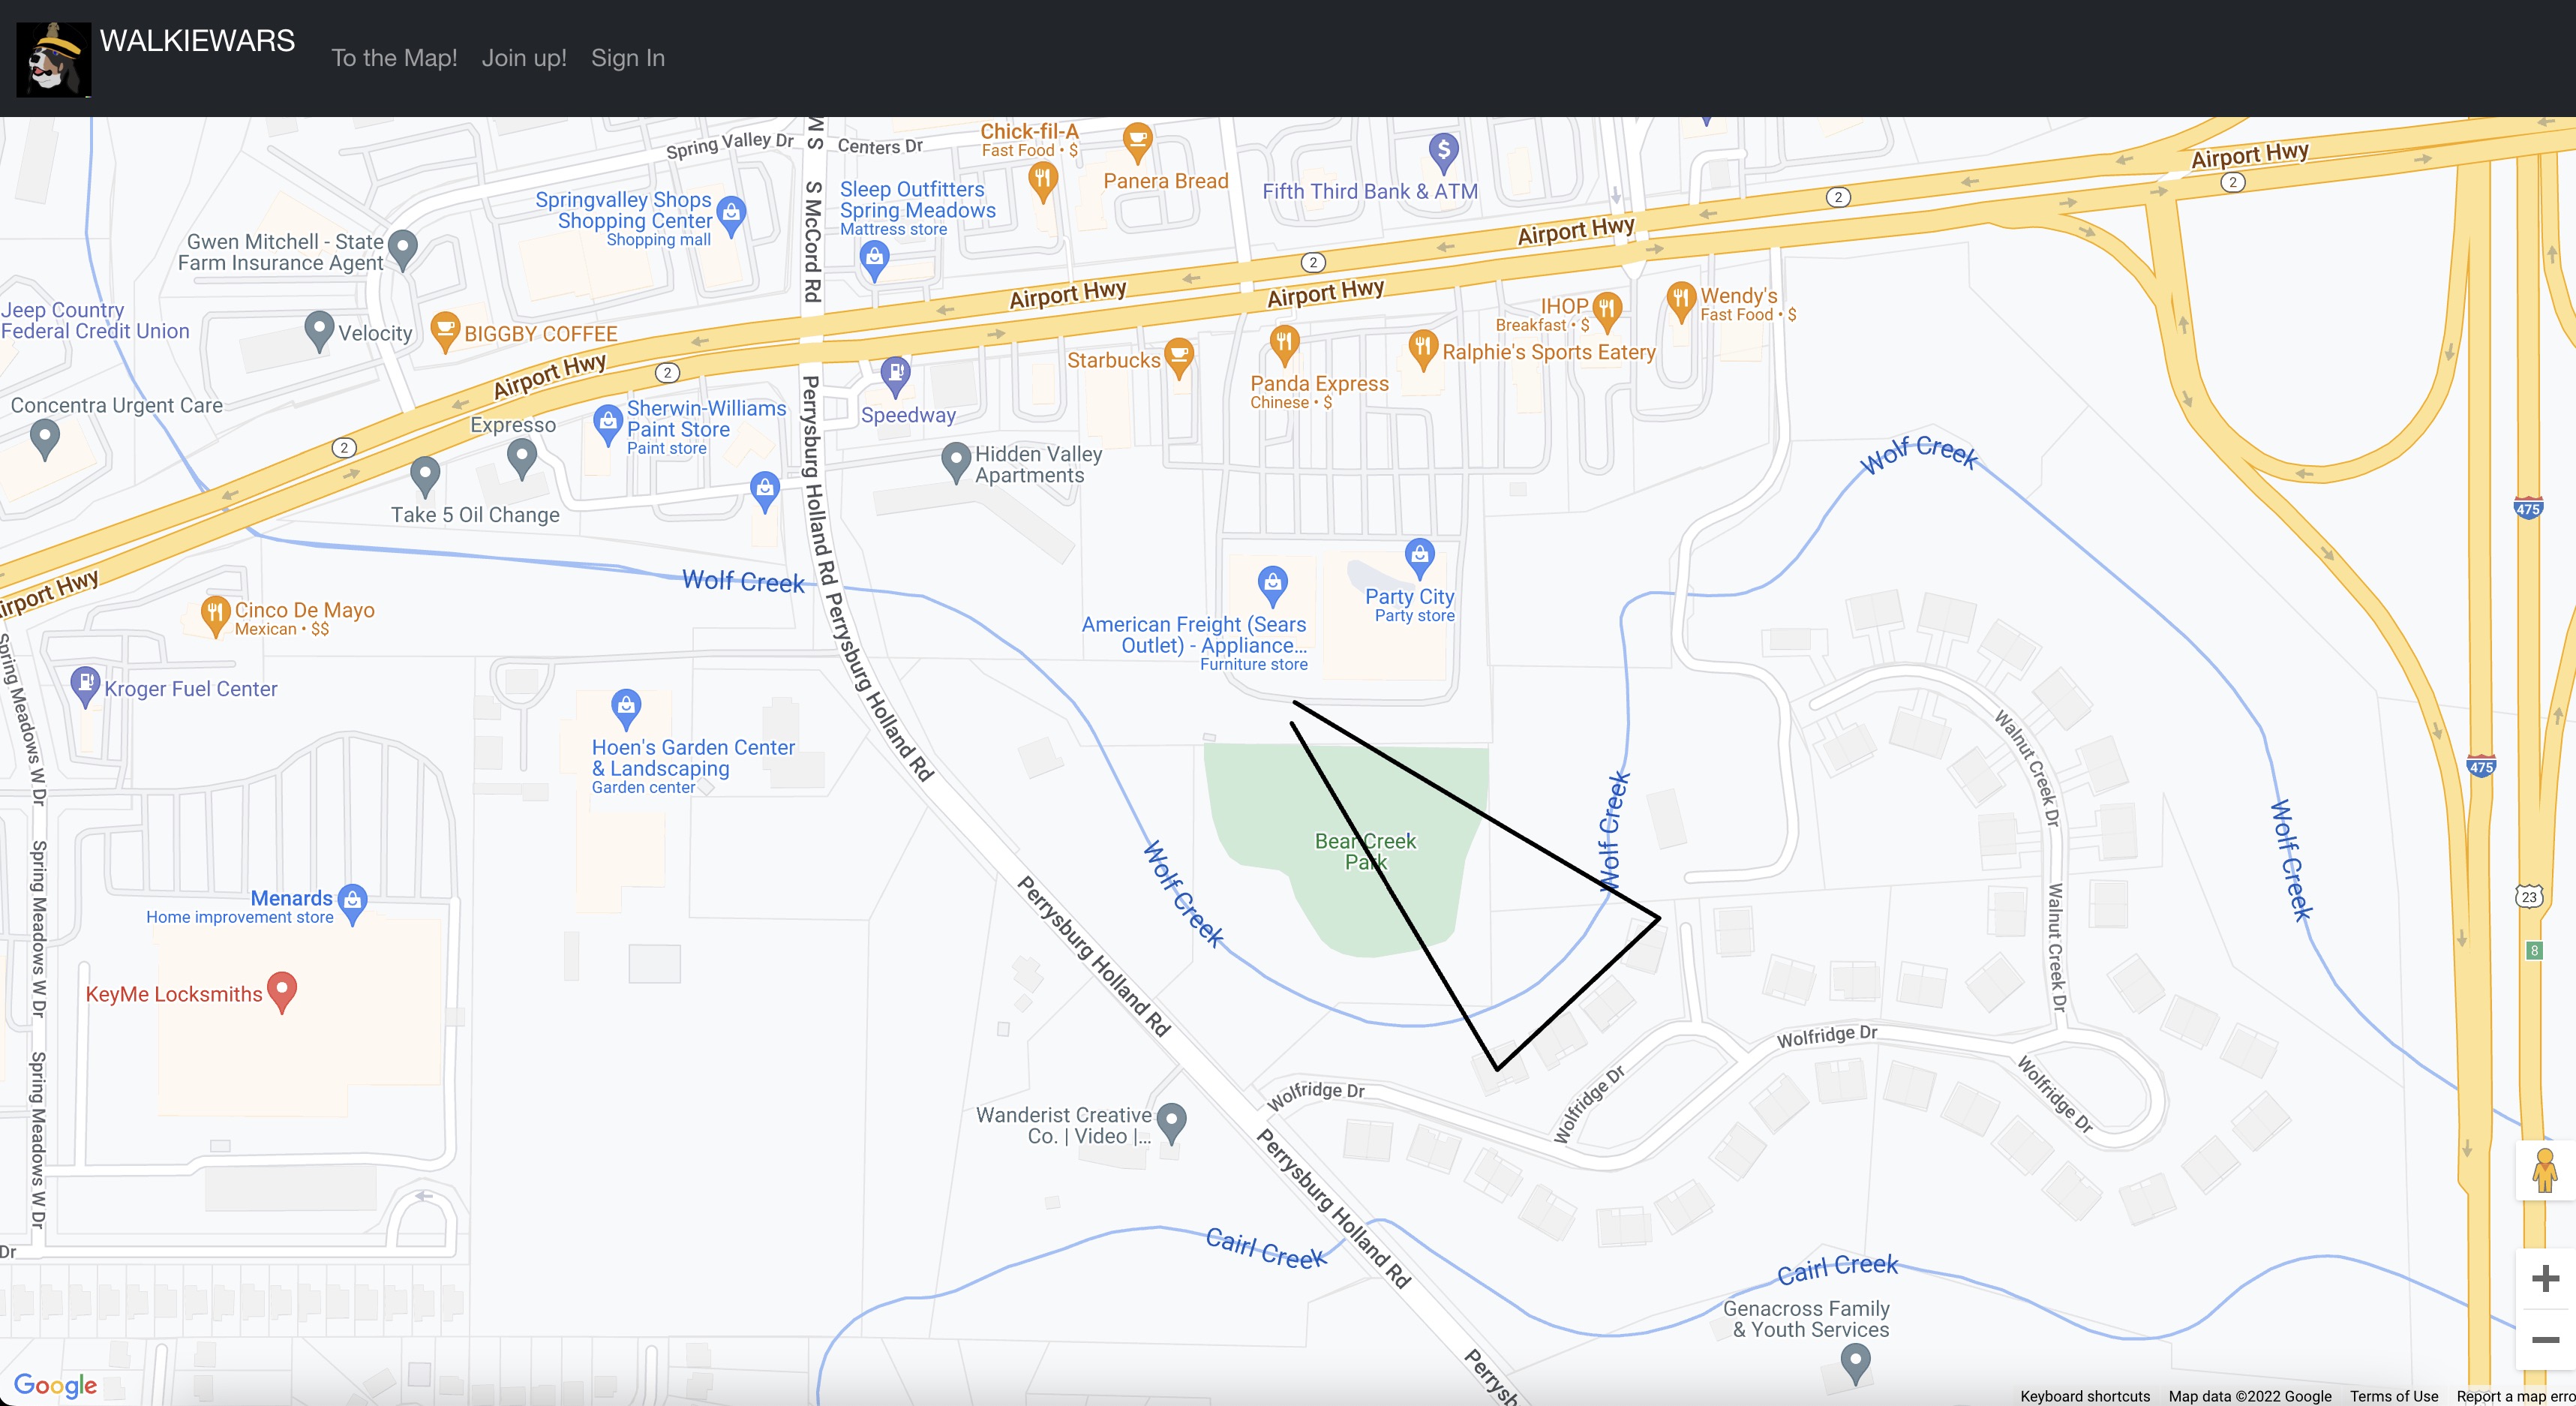 WALKIEWARS
To the Map!
Join up!
Sign In
Spring Valley Dr
W S
Centers Dr
Chick-fil-A
Fast Food • $
Panera Bread
Fifth Third Bank & ATM
Airport Hwy
2
2
Springvalley Shops
Shopping Center
Shopping mall
S McCord Rd
Sleep Outfitters
Spring Meadows
Mattress store
Airport Hwy
Gwen Mitchell - State
Farm Insurance Agent
2
Airport Hwy
Airport Hwy
Jeep Country
Federal Credit Union
Velocity
BIGGBY COFFEE
IHOP
Breakfast • $
Wendy's
Fast Food • $
Starbucks
Ralphie's Sports Eatery
Airport Hwy
2
Panda Express
Chinese • $
Concentra Urgent Care
Expresso
Sherwin-Williams
Paint Store
Paint store
Speedway
Perrysburg Holland Rd
2
Hidden Valley
Apartments
Wolf Creek
Take 5 Oil Change
475
Wolf Creek
irport Hwy
Cinco De Mayo
Mexican • $$
Party City
Party store
American Freight (Sears
Outlet) - Appliance...
Furniture store
Perrysburg Holland Rd
Spring Meadows W Dr
Kroger Fuel Center
Hoen's Garden Center
& Landscaping
Garden center
Walnut Creek Dr
475
Wolf Creek
Wolf Creek
Bear Creek
Park
Wolf Creek
Menards
Home improvement store
Spring Meadows W Dr
Perrysburg Holland Rd
Walnut Creek Dr
23
8
KeyMe Locksmiths
Wolfridge Dr
Wolfridge Dr
Wolfridge Dr
Wolfridge Dr
Spring Meadows W Dr
Wanderist Creative
Co. | Video |...
Perrysburg Holland Rd
Cairl Creek
Cairl Creek
Dr
Genacross Family
& Youth Services
Perrysb
Google
Keyboard shortcuts
Map data ©2022 Google
Terms of Use
Report a map erro